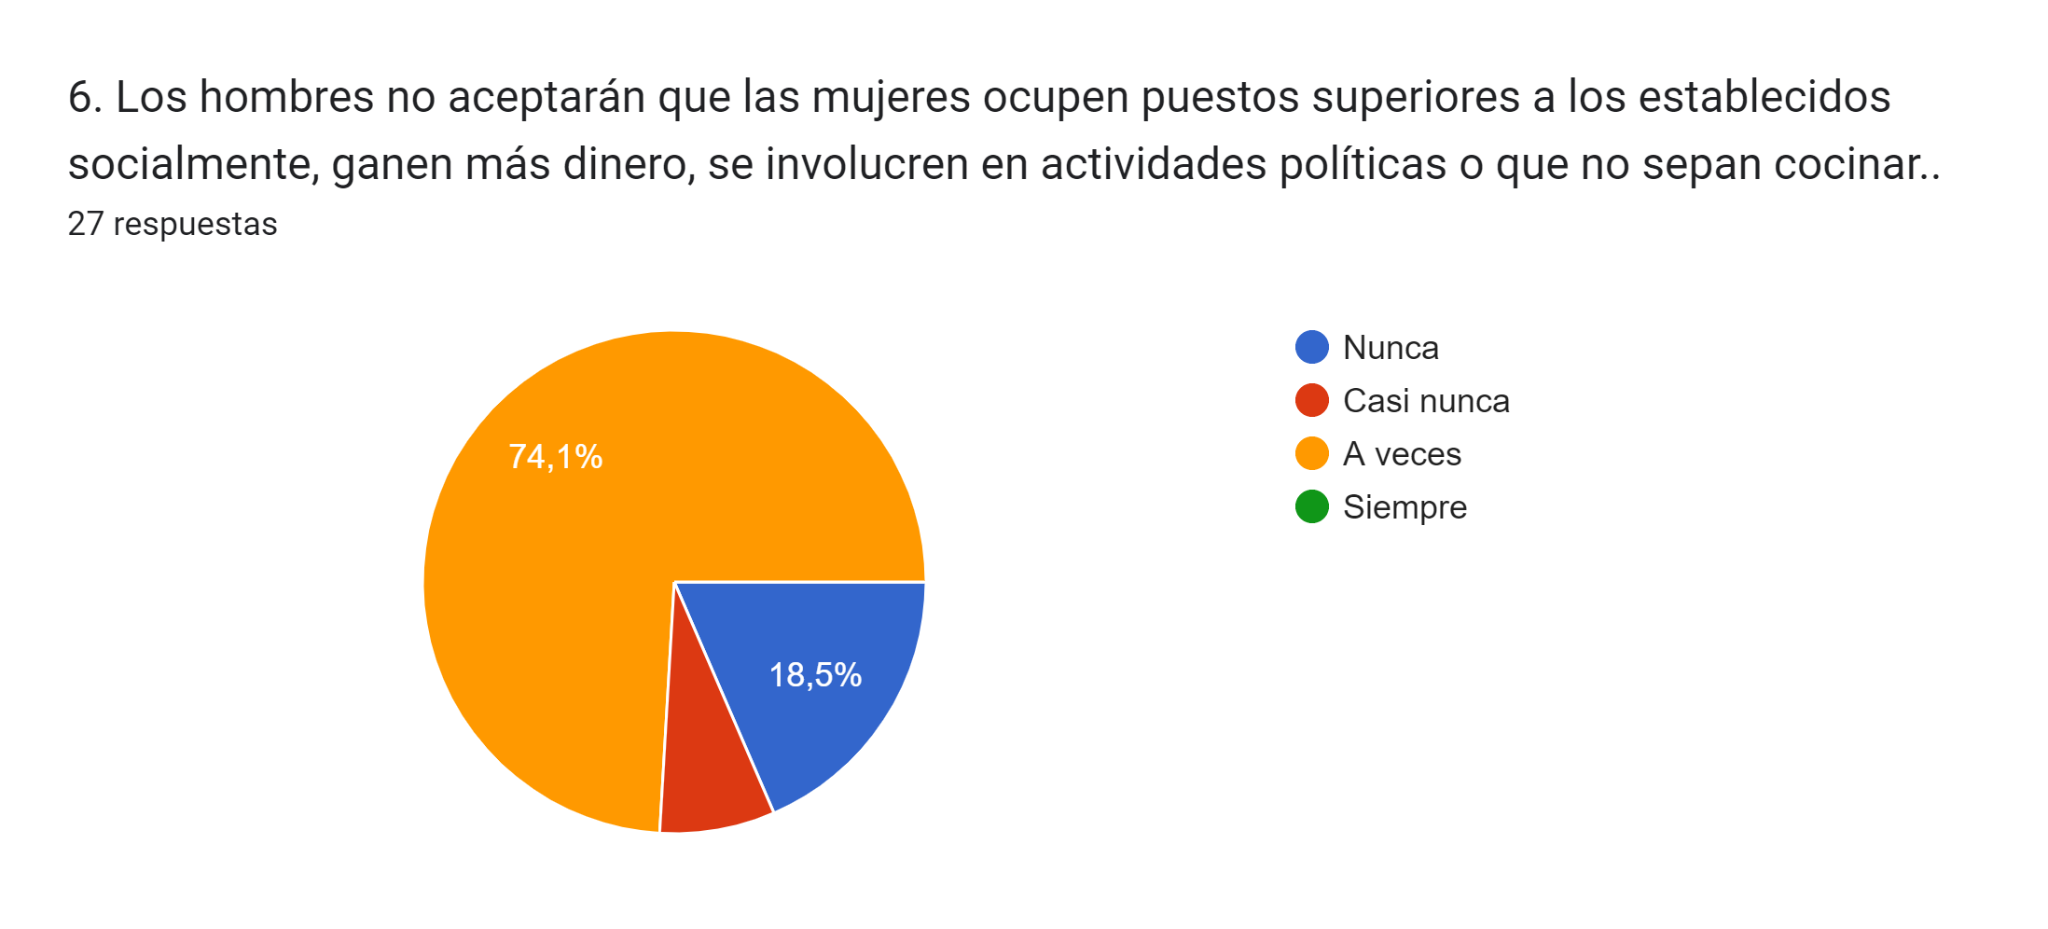 6. Los hombres no aceptarán que las mujeres ocupen puestos superiores a los establecidos
socialmente, ganen más dinero, se involucren en actividades políticas o que no sepan cocinar..
27 respuestas
74,1%
18,5%
Nunca
Casi nunca
A veces
Siempre